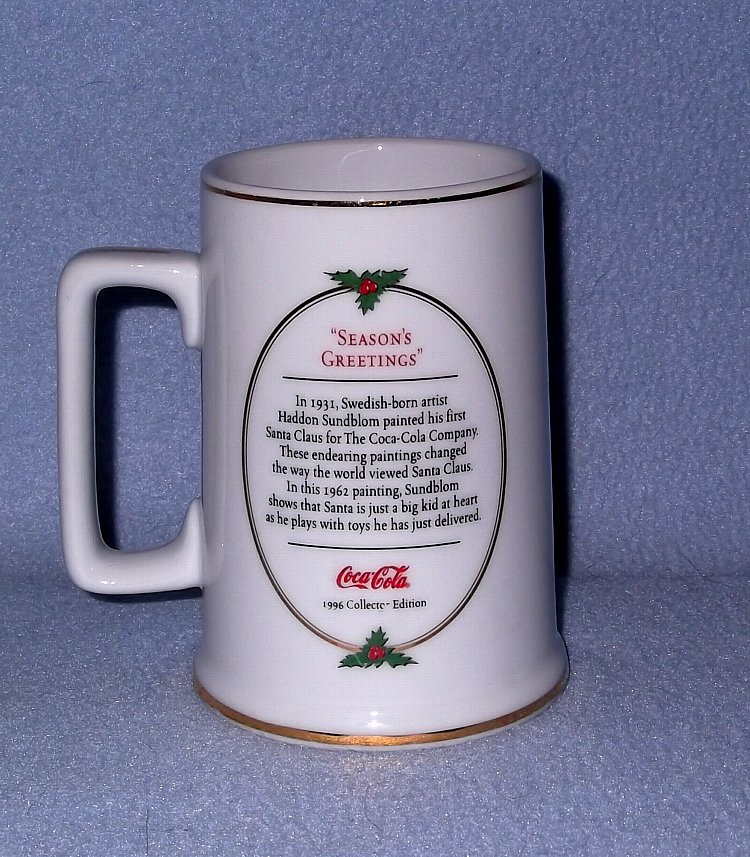 "SEASON'S
GREETINGS"
In 1931, Swedish-born artist
Haddon Sundblom painted his first
Santa Claus for The Coca-Cola Company.
These endearing paintings changed
the way the world viewed Santa Claus.
In this 1962 painting, Sundblom
shows that Santa is just a big kid at heart
as he plays with toys he has just delivered.
Coca-Cola
1996 Collector Edition